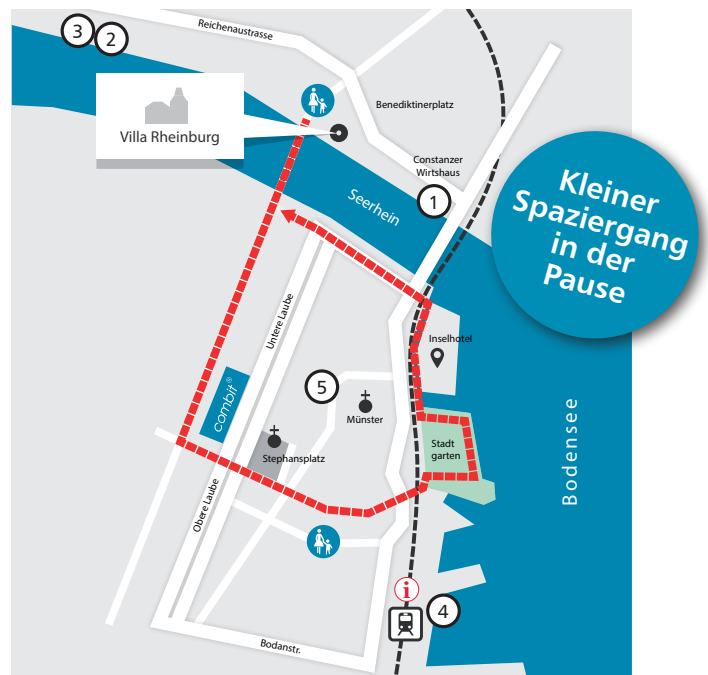 Reichenaustrasse
3
2
Villa Rheinburg
Benediktinerplatz
Constanzer
Wirtshaus
1
Seerhein
Kleiner
Spaziergang
in der
Pause
Untere Laube
Inselhotel
combit®
5
Münster
Stephansplatz
Stadt
garten
Bodensee
Obere Laube
i
4
Bodanstr.